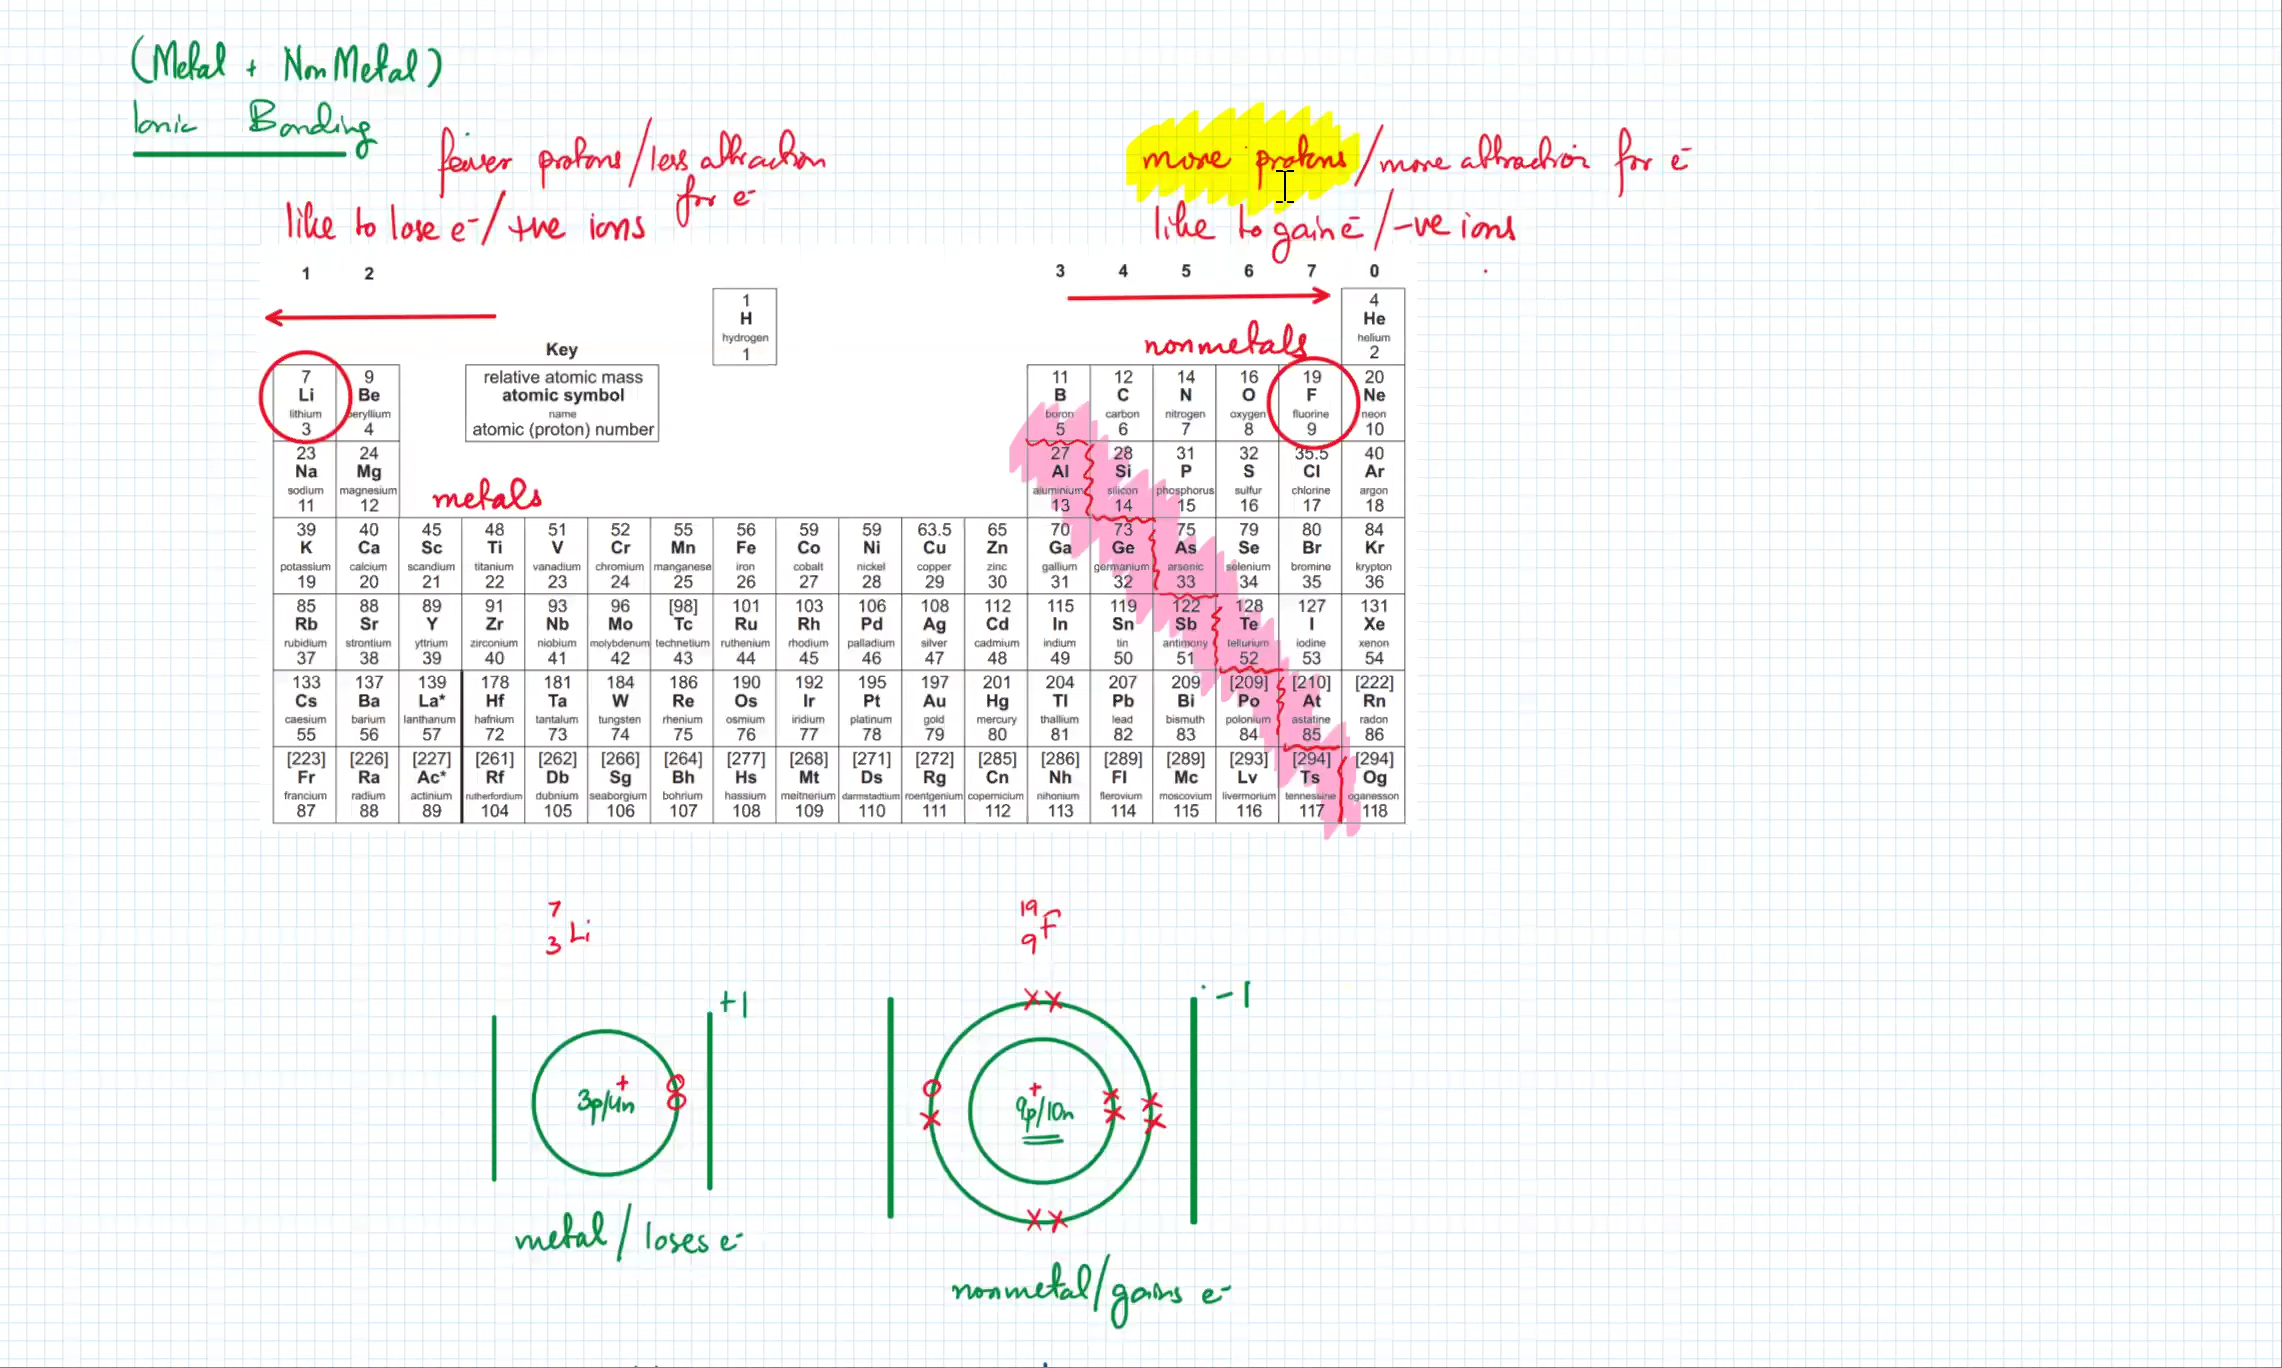 (Metal + NonMetal)
Ionic Bonding
fewer protons/less attraction
for e-
like to lose e-/+ve ions
more protons/more attraction for e-
like to gain e-/-ve ions
1 2 3 4 5 6 7 0
1 4
H He
hydrogen helium
1 2
nonmetals
Key
relative atomic mass
atomic symbol
name
atomic (proton) number
7 9 11 12 14 16 19 20
Li Be B C N O F Ne
lithium beryllium boron carbon nitrogen oxygen fluorine neon
3 4 5 6 7 8 9 10
23 24 27 28 31 32 35.5 40
Na Mg Al Si P S Cl Ar
sodium magnesium aluminium silicon phosphorus sulfur chlorine argon
11 12 13 14 15 16 17 18
metals
39 40 45 48 51 52 55 56 59 59 63.5 65 70 73 75 79 80 84
K Ca Sc Ti V Cr Mn Fe Co Ni Cu Zn Ga Ge As Se Br Kr
potassium calcium scandium titanium vanadium chromium manganese iron cobalt nickel copper zinc gallium germanium arsenic selenium bromine krypton
19 20 21 22 23 24 25 26 27 28 29 30 31 32 33 34 35 36
85 88 89 91 93 96 [98] 101 103 106 108 112 115 119 122 128 127 131
Rb Sr Y Zr Nb Mo Tc Ru Rh Pd Ag Cd In Sn Sb Te I Xe
rubidium strontium yttrium zirconium niobium molybdenum technetium ruthenium rhodium palladium silver cadmium indium tin antimony tellurium iodine xenon
37 38 39 40 41 42 43 44 45 46 47 48 49 50 51 52 53 54
133 137 139 178 181 184 186 190 192 195 197 201 204 207 209 [209] [210] [222]
Cs Ba La* Hf Ta W Re Os Ir Pt Au Hg Tl Pb Bi Po At Rn
caesium barium lanthanum hafnium tantalum tungsten rhenium osmium iridium platinum gold mercury thallium lead bismuth polonium astatine radon
55 56 57 72 73 74 75 76 77 78 79 80 81 82 83 84 85 86
[223] [226] [227] [261] [262] [266] [264] [277] [268] [271] [272] [285] [286] [289] [289] [293] [294] [294]
Fr Ra Ac* Rf Db Sg Bh Hs Mt Ds Rg Cn Nh Fl Mc Lv Ts Og
francium radium actinium rutherfordium dubnium seaborgium bohrium hassium meitnerium darmstadtium roentgenium copernicium nihonium flerovium moscovium livermorium tennessine oganesson
87 88 89 104 105 106 107 108 109 110 111 112 113 114 115 116 117 118
7
3 Li
19
9 F
+1
-1
3p/4n
+
9p/10n
+
metal/loses e-
nonmetal/gains e-